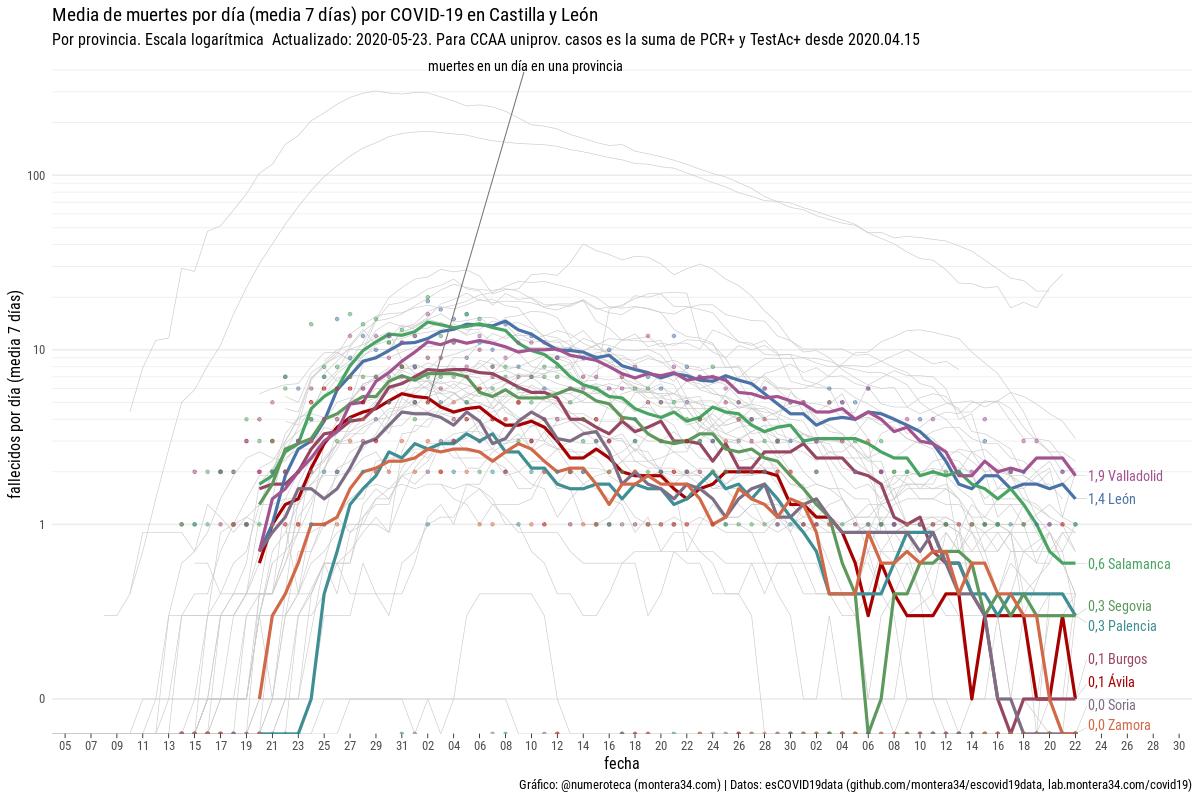 Media de muertes por día (media 7 días) por COVID-19 en Castilla y León
Por provincia. Escala logarítmica  Actualizado: 2020-05-23. Para CCAA uniprov. casos es la suma de PCR+ y TestAc+ desde 2020.04.15
muertes en un día en una provincia
100
10
1
0
fallecidos por día (media  7 días)
1,9 Valladolid
1,4 León
0,6 Salamanca
0,3 Segovia
0,3 Palencia
0,1 Burgos
0,1 Ávila
0,0 Soria
0,0 Zamora
05 07 09 11 13 15 17 19 21 23 25 27 29 31 02 04 06 08 10 12 14 16 18 20 22 24 26 28 30 02 04 06 08 10 12 14 16 18 20 22 24 26 28 30
fecha
Gráfico: @numeroteca (montera34.com) | Datos: esCOVID19data (github.com/montera34/escovid19data, lab.montera34.com/covid19)